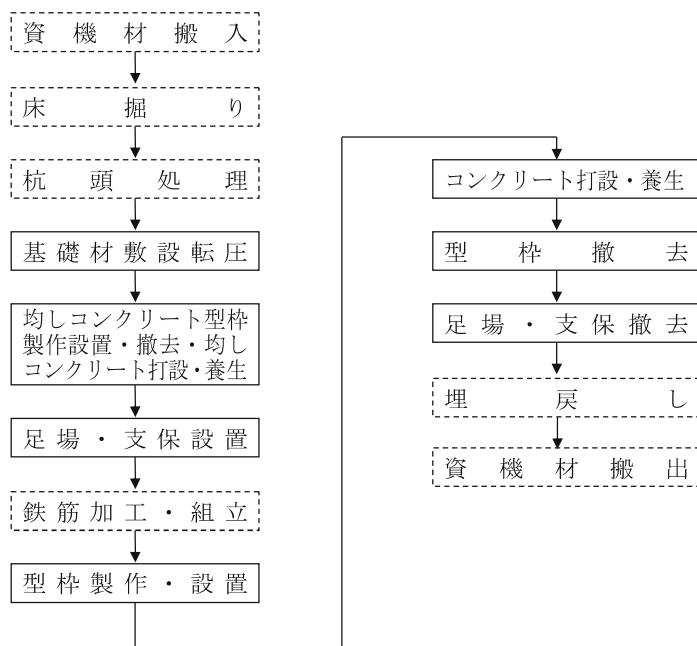 資機材搬入
床掘り
杭頭処理
基礎材敷設転圧
均しコンクリート型枠
製作設置・撤去・均し
コンクリート打設・養生
足場・支保設置
鉄筋加工・組立
型枠製作・設置
コンクリート打設・養生
型枠撤去
足場・支保撤去
埋戻し
資機材搬出